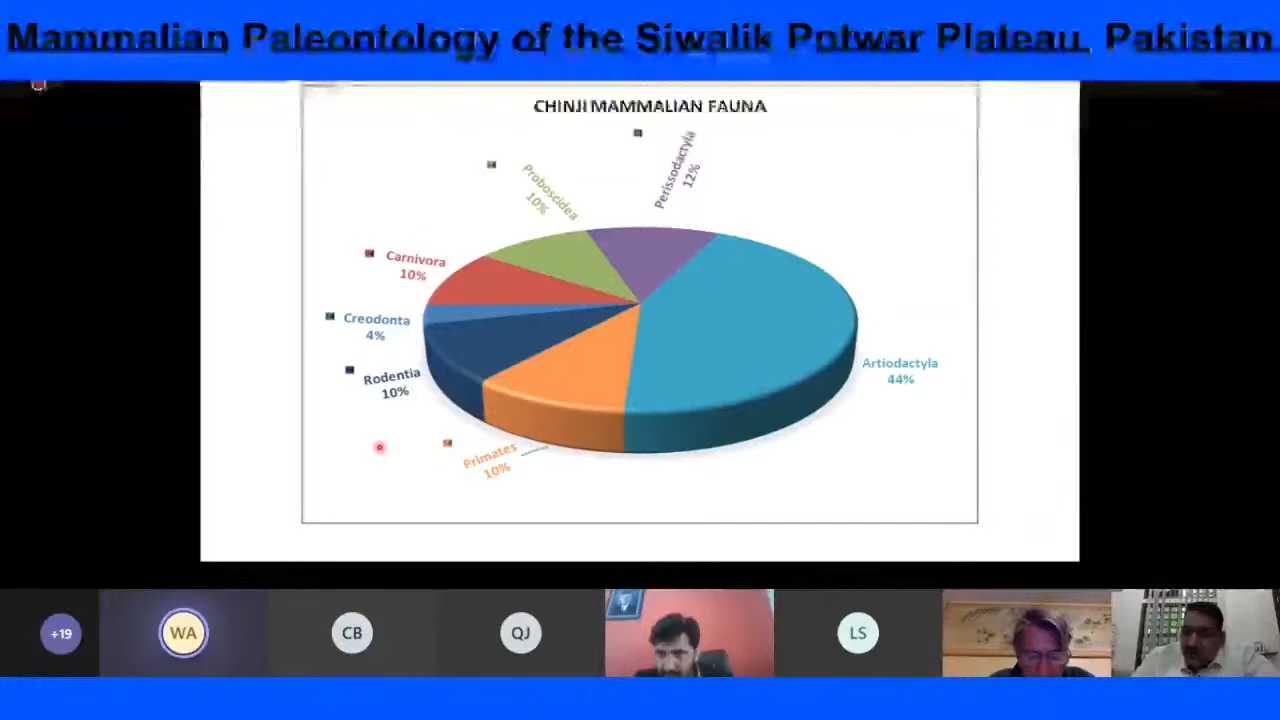 Mammalian Paleontology of the Siwalik Potwar Plateau, Pakistan
CHINJI MAMMALIAN FAUNA
Perissodactyla
12%
Proboscidea
10%
Carnivora
10%
Creodonta
4%
Artiodactyla
44%
Rodentia
10%
Primates
10%
+19
WA
CB
QJ
LS